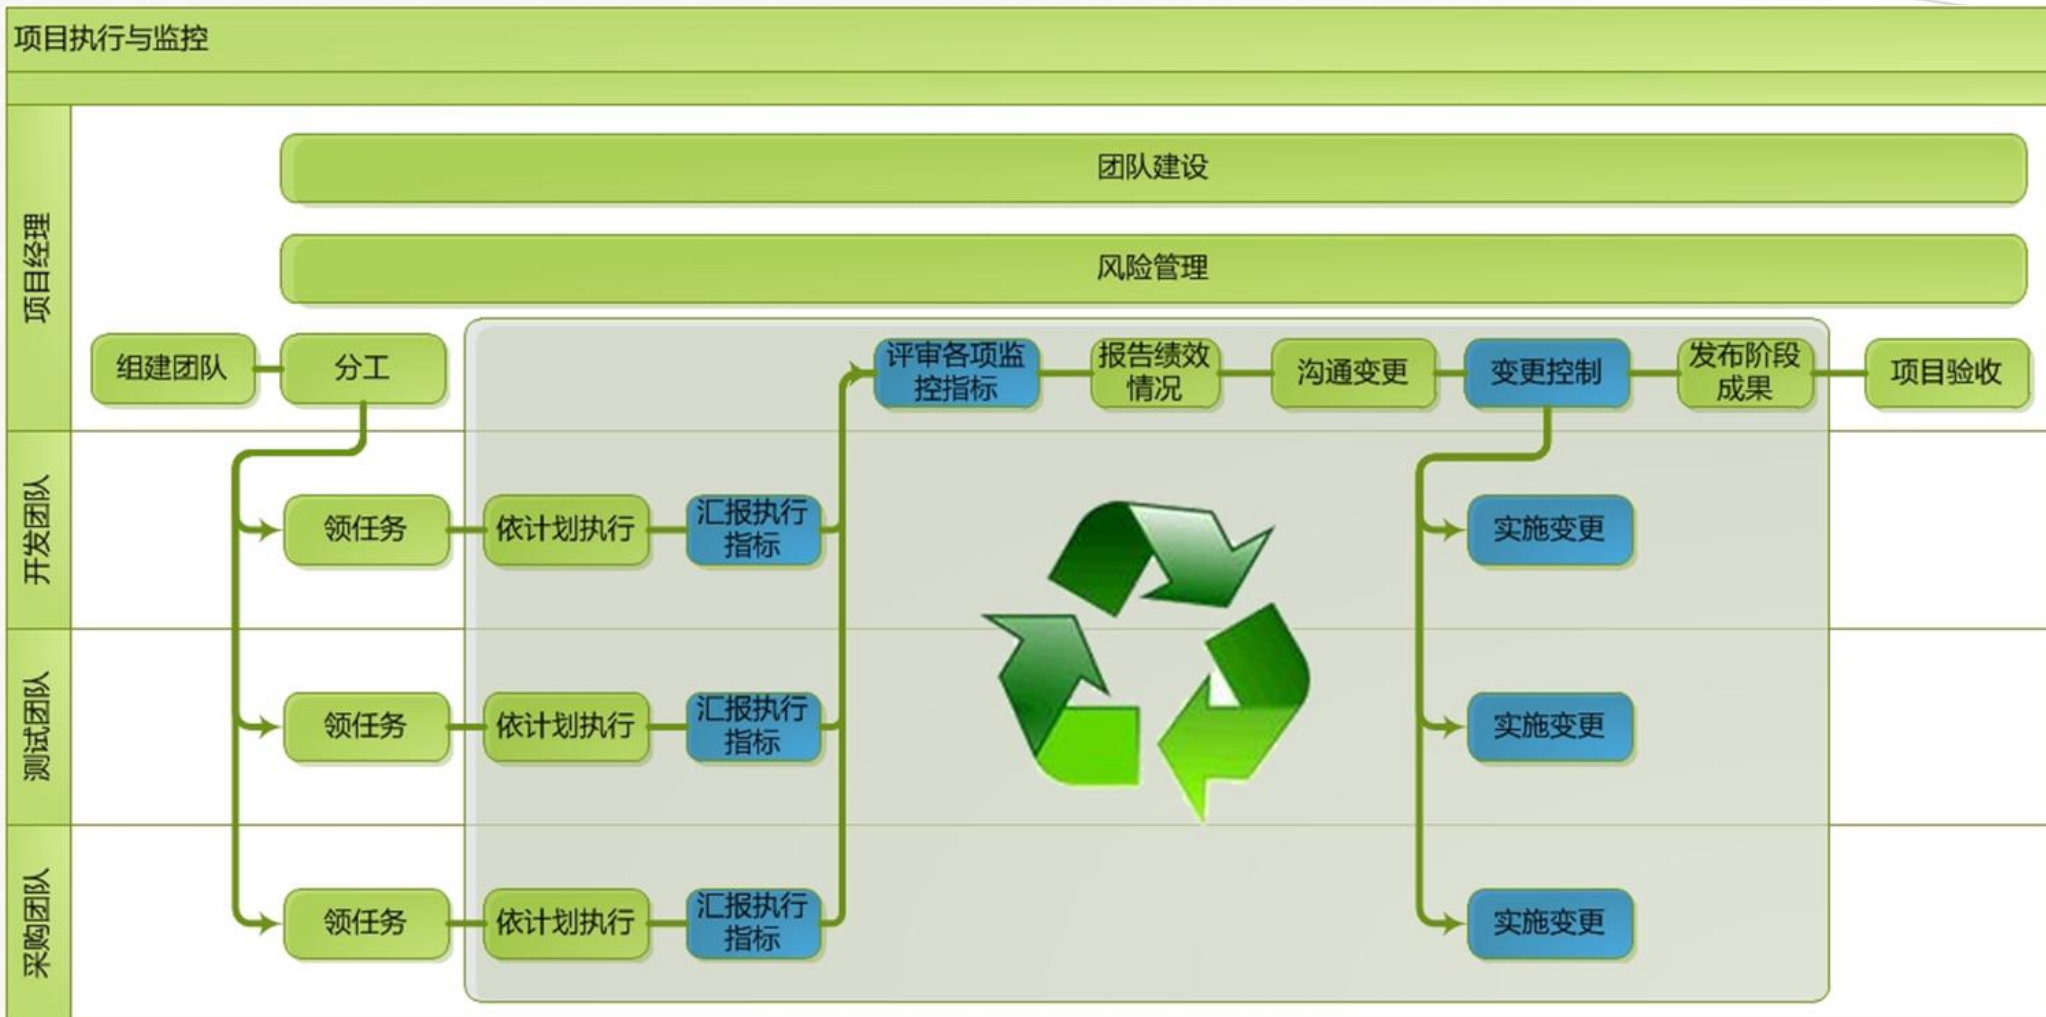 项目执行与监控
项目经理
团队建设
风险管理
组建团队
分工
评审各项监
控指标
报告绩效
情况
沟通变更
变更控制
发布阶段
成果
项目验收
开发团队
领任务
依计划执行
汇报执行
指标
实施变更
测试团队
领任务
依计划执行
汇报执行
指标
实施变更
采购团队
领任务
依计划执行
汇报执行
指标
实施变更